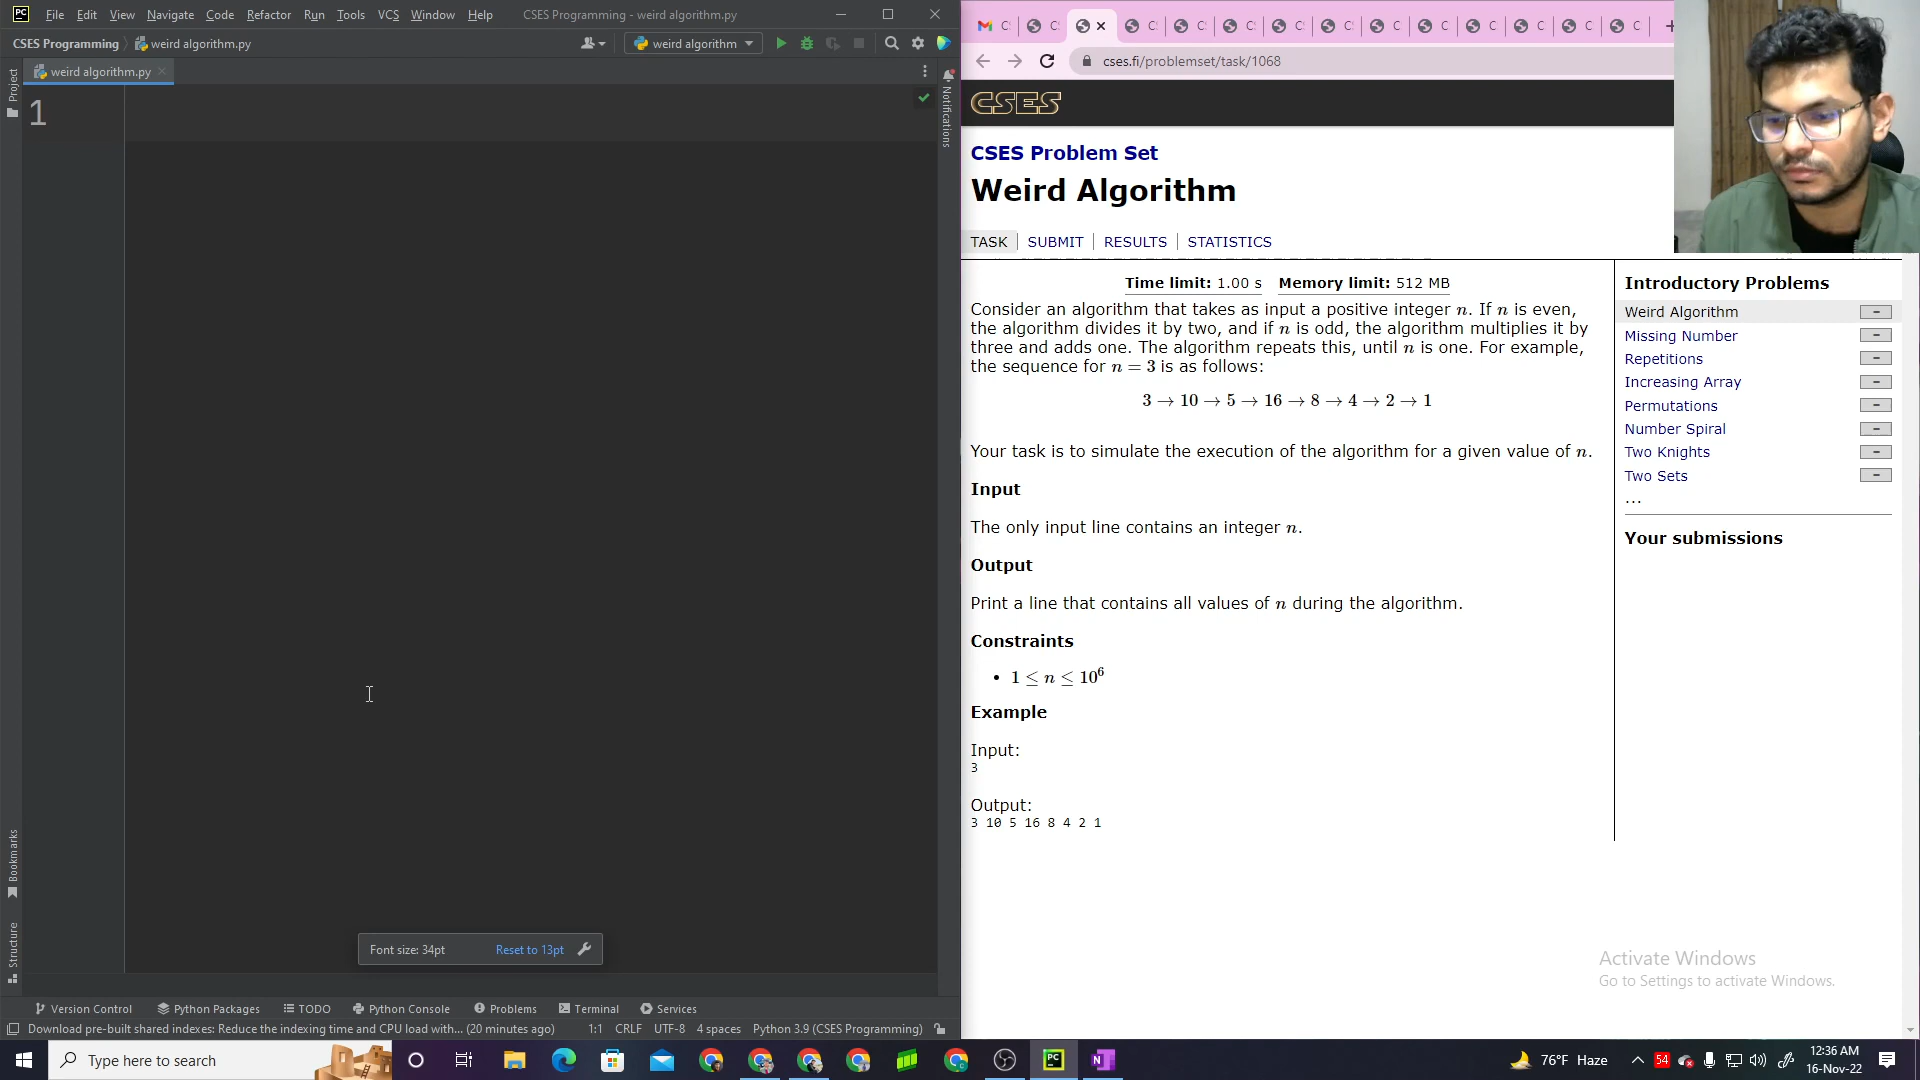 PC File Edit View Navigate Code Refactor Run Tools VCS Window Help CSES Programming - weird algorithm.py
CSES Programming weird algorithm.py weird algorithm
weird algorithm.py
1
Project
Notifications
Bookmarks
Structure
Font size: 34pt Reset to 13pt
Version Control Python Packages TODO Python Console Problems Terminal Services
Download pre-built shared indexes: Reduce the indexing time and CPU load with... (20 minutes ago) 1:1 CRLF UTF-8 4 spaces Python 3.9 (CSES Programming)
cses.fi/problemset/task/1068
CSES
CSES Problem Set
Weird Algorithm
TASK SUBMIT RESULTS STATISTICS
Time limit: 1.00 s Memory limit: 512 MB
Consider an algorithm that takes as input a positive integer n. If n is even,
the algorithm divides it by two, and if n is odd, the algorithm multiplies it by
three and adds one. The algorithm repeats this, until n is one. For example,
the sequence for n = 3 is as follows:
3 → 10 → 5 → 16 → 8 → 4 → 2 → 1
Your task is to simulate the execution of the algorithm for a given value of n.
Input
The only input line contains an integer n.
Output
Print a line that contains all values of n during the algorithm.
Constraints
• 1 ≤ n ≤ 10⁶
Example
Input:
3
Output:
3 10 5 16 8 4 2 1
Introductory Problems
Weird Algorithm –
Missing Number –
Repetitions –
Increasing Array –
Permutations –
Number Spiral –
Two Knights –
Two Sets –
...
Your submissions
Activate Windows
Go to Settings to activate Windows.
Type here to search
PC
N
76°F Haze
54
12:36 AM
16-Nov-22